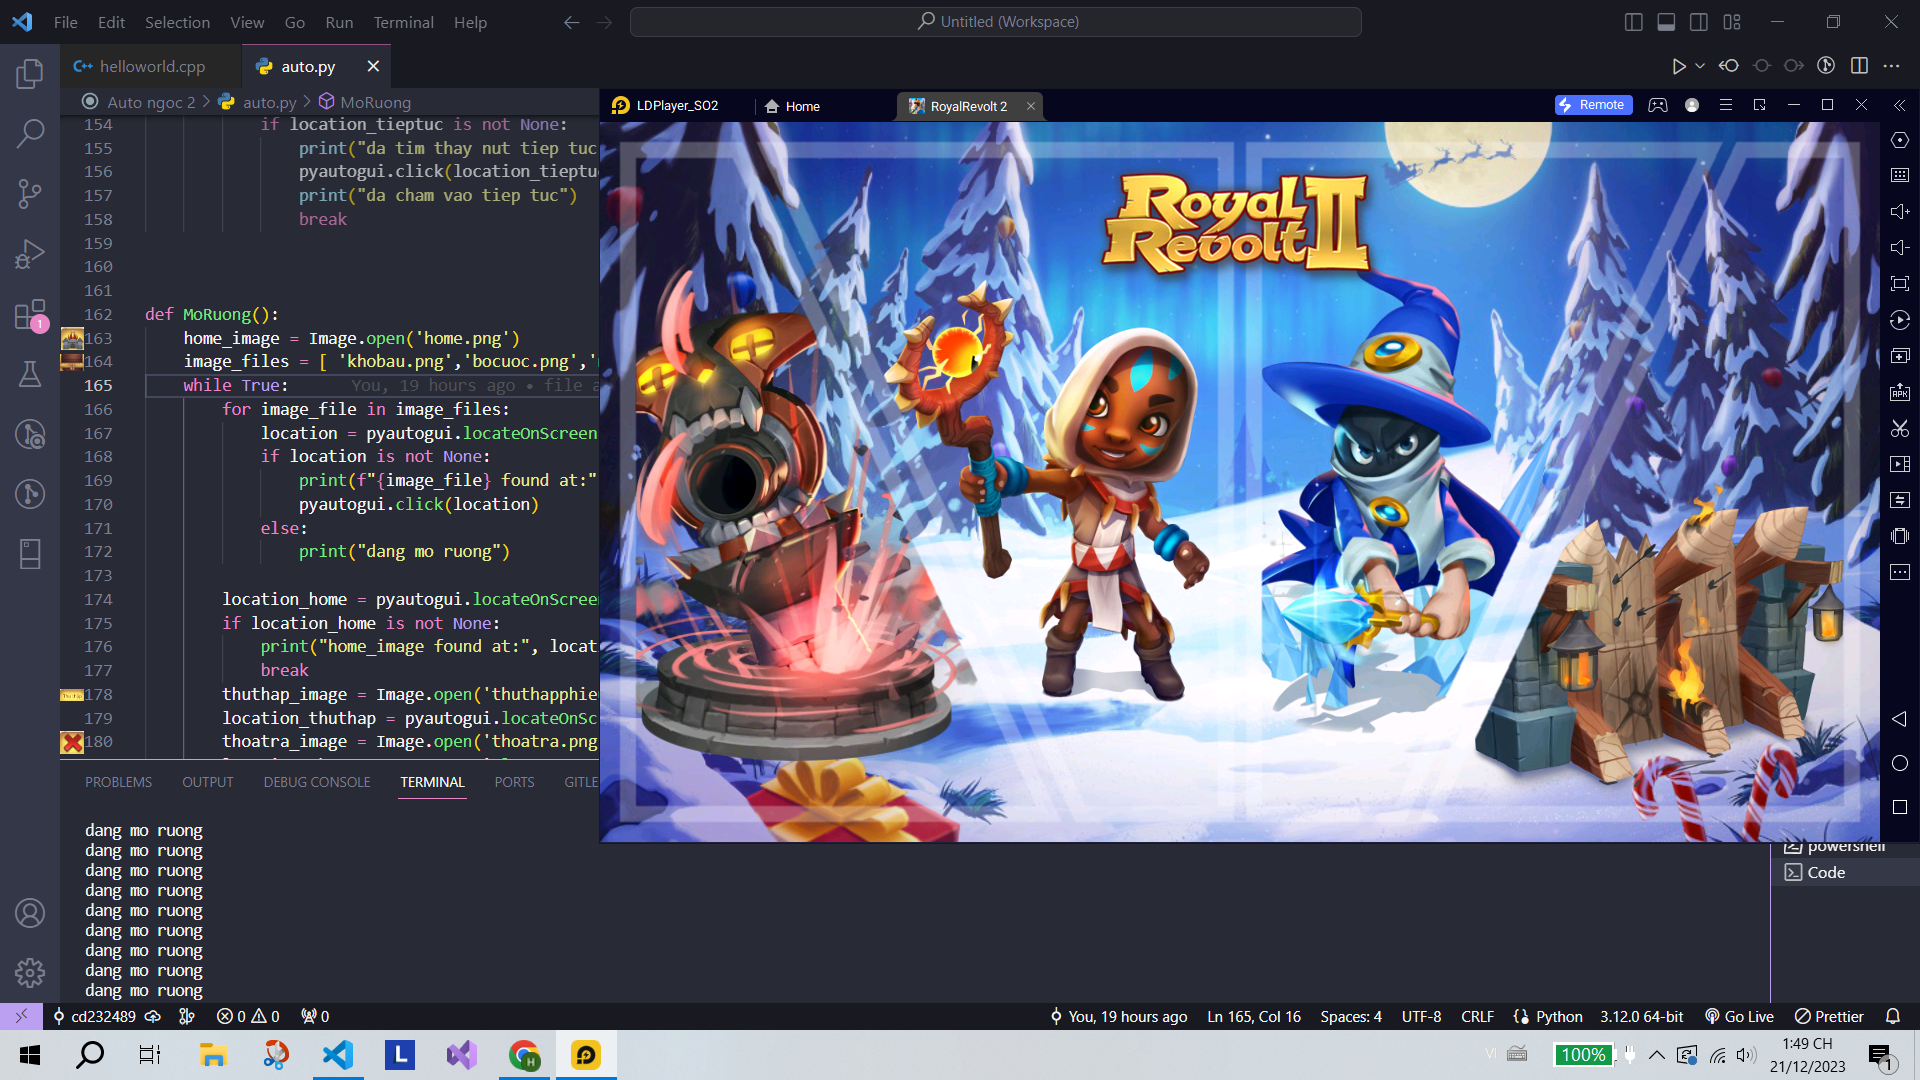 File Edit Selection View Go Run Terminal Help
Untitled (Workspace)
helloworld.cpp
auto.py
Auto ngoc 2 > auto.py > MoRuong
154 if location_tieptuc is not None:
155 print("da tim thay nut tiep tuc
156 pyautogui.click(location_tieptu
157 print("da cham vao tiep tuc")
158 break
159
160
161
162 def MoRuong():
163 home_image = Image.open('home.png')
164 image_files = [ 'khobau.png','bocuoc.png','
165 while True: You, 19 hours ago • file a
166 for image_file in image_files:
167 location = pyautogui.locateOnScreen
168 if location is not None:
169 print(f"{image_file} found at:"
170 pyautogui.click(location)
171 else:
172 print("dang mo ruong")
173
174 location_home = pyautogui.locateOnScree
175 if location_home is not None:
176 print("home_image found at:", locat
177 break
178 thuthap_image = Image.open('thuthapphie
179 location_thuthap = pyautogui.locateOnSc
180 thoatra_image = Image.open('thoatra.png
LDPlayer_SO2
Home
RoyalRevolt 2
Remote
Royal
Revolt II
APK
PROBLEMS OUTPUT DEBUG CONSOLE TERMINAL PORTS GITLE
dang mo ruong
dang mo ruong
dang mo ruong
dang mo ruong
dang mo ruong
dang mo ruong
dang mo ruong
dang mo ruong
dang mo ruong
powershell
Code
cd232489 0 0 0
You, 19 hours ago Ln 165, Col 16 Spaces: 4 UTF-8 CRLF Python 3.12.0 64-bit Go Live Prettier
VI
100%
1:49 CH
21/12/2023
1